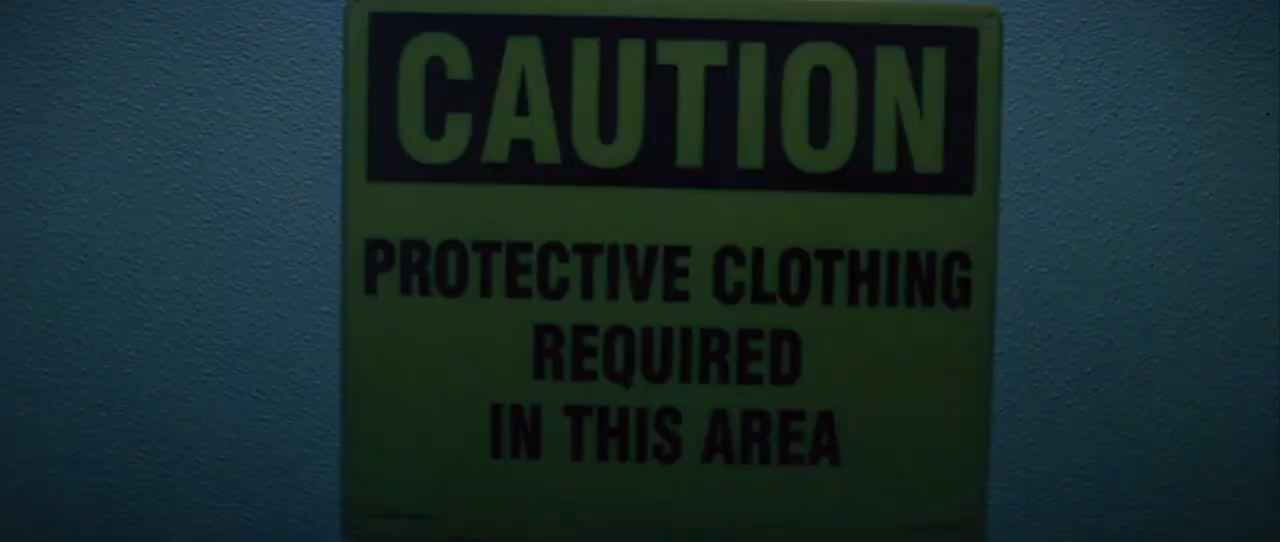 CAUTION
PROTECTIVE CLOTHING
REQUIRED
IN THIS AREA